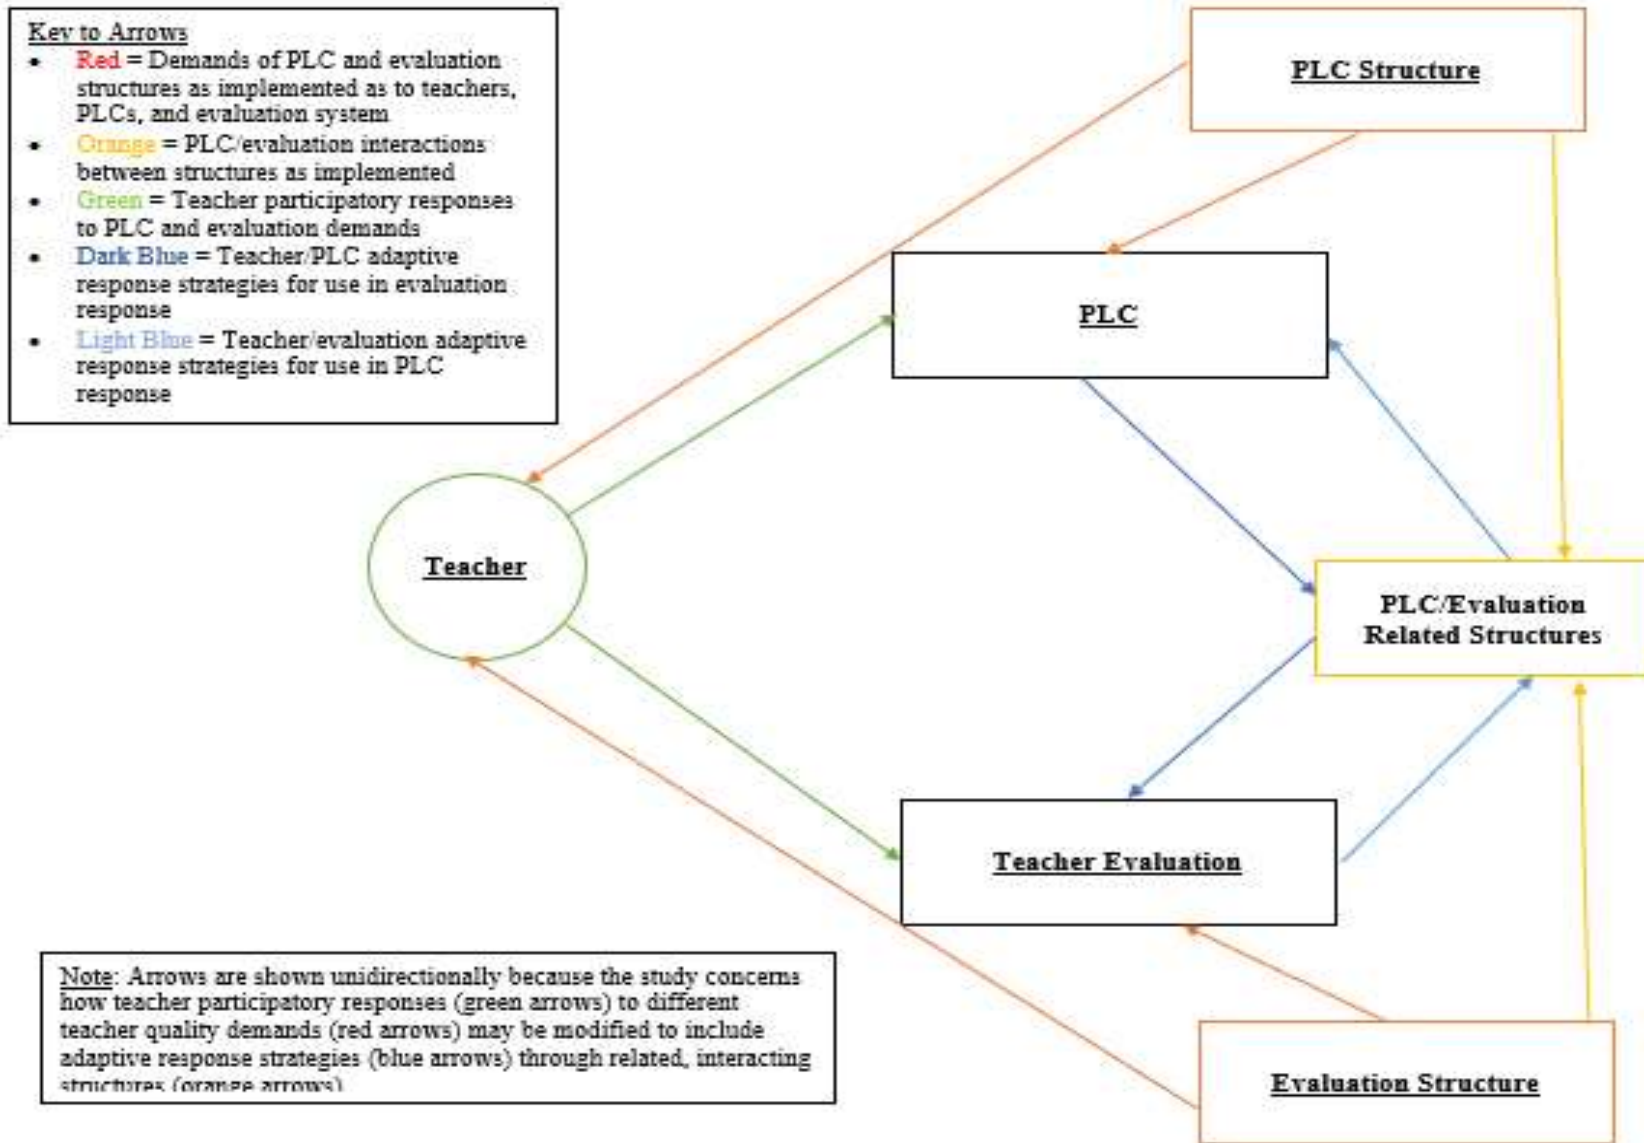 Key to Arrows
• Red = Demands of PLC and evaluation
structures as implemented as to teachers,
PLCs, and evaluation system
• Orange = PLC/evaluation interactions
between structures as implemented
• Green = Teacher participatory responses
to PLC and evaluation demands
• Dark Blue = Teacher/PLC adaptive
response strategies for use in evaluation
response
• Light Blue = Teacher/evaluation adaptive
response strategies for use in PLC
response
PLC Structure
PLC
Teacher
PLC/Evaluation
Related Structures
Teacher Evaluation
Note: Arrows are shown unidirectionally because the study concerns
how teacher participatory responses (green arrows) to different
teacher quality demands (red arrows) may be modified to include
adaptive response strategies (blue arrows) through related, interacting
structures (orange arrows)
Evaluation Structure